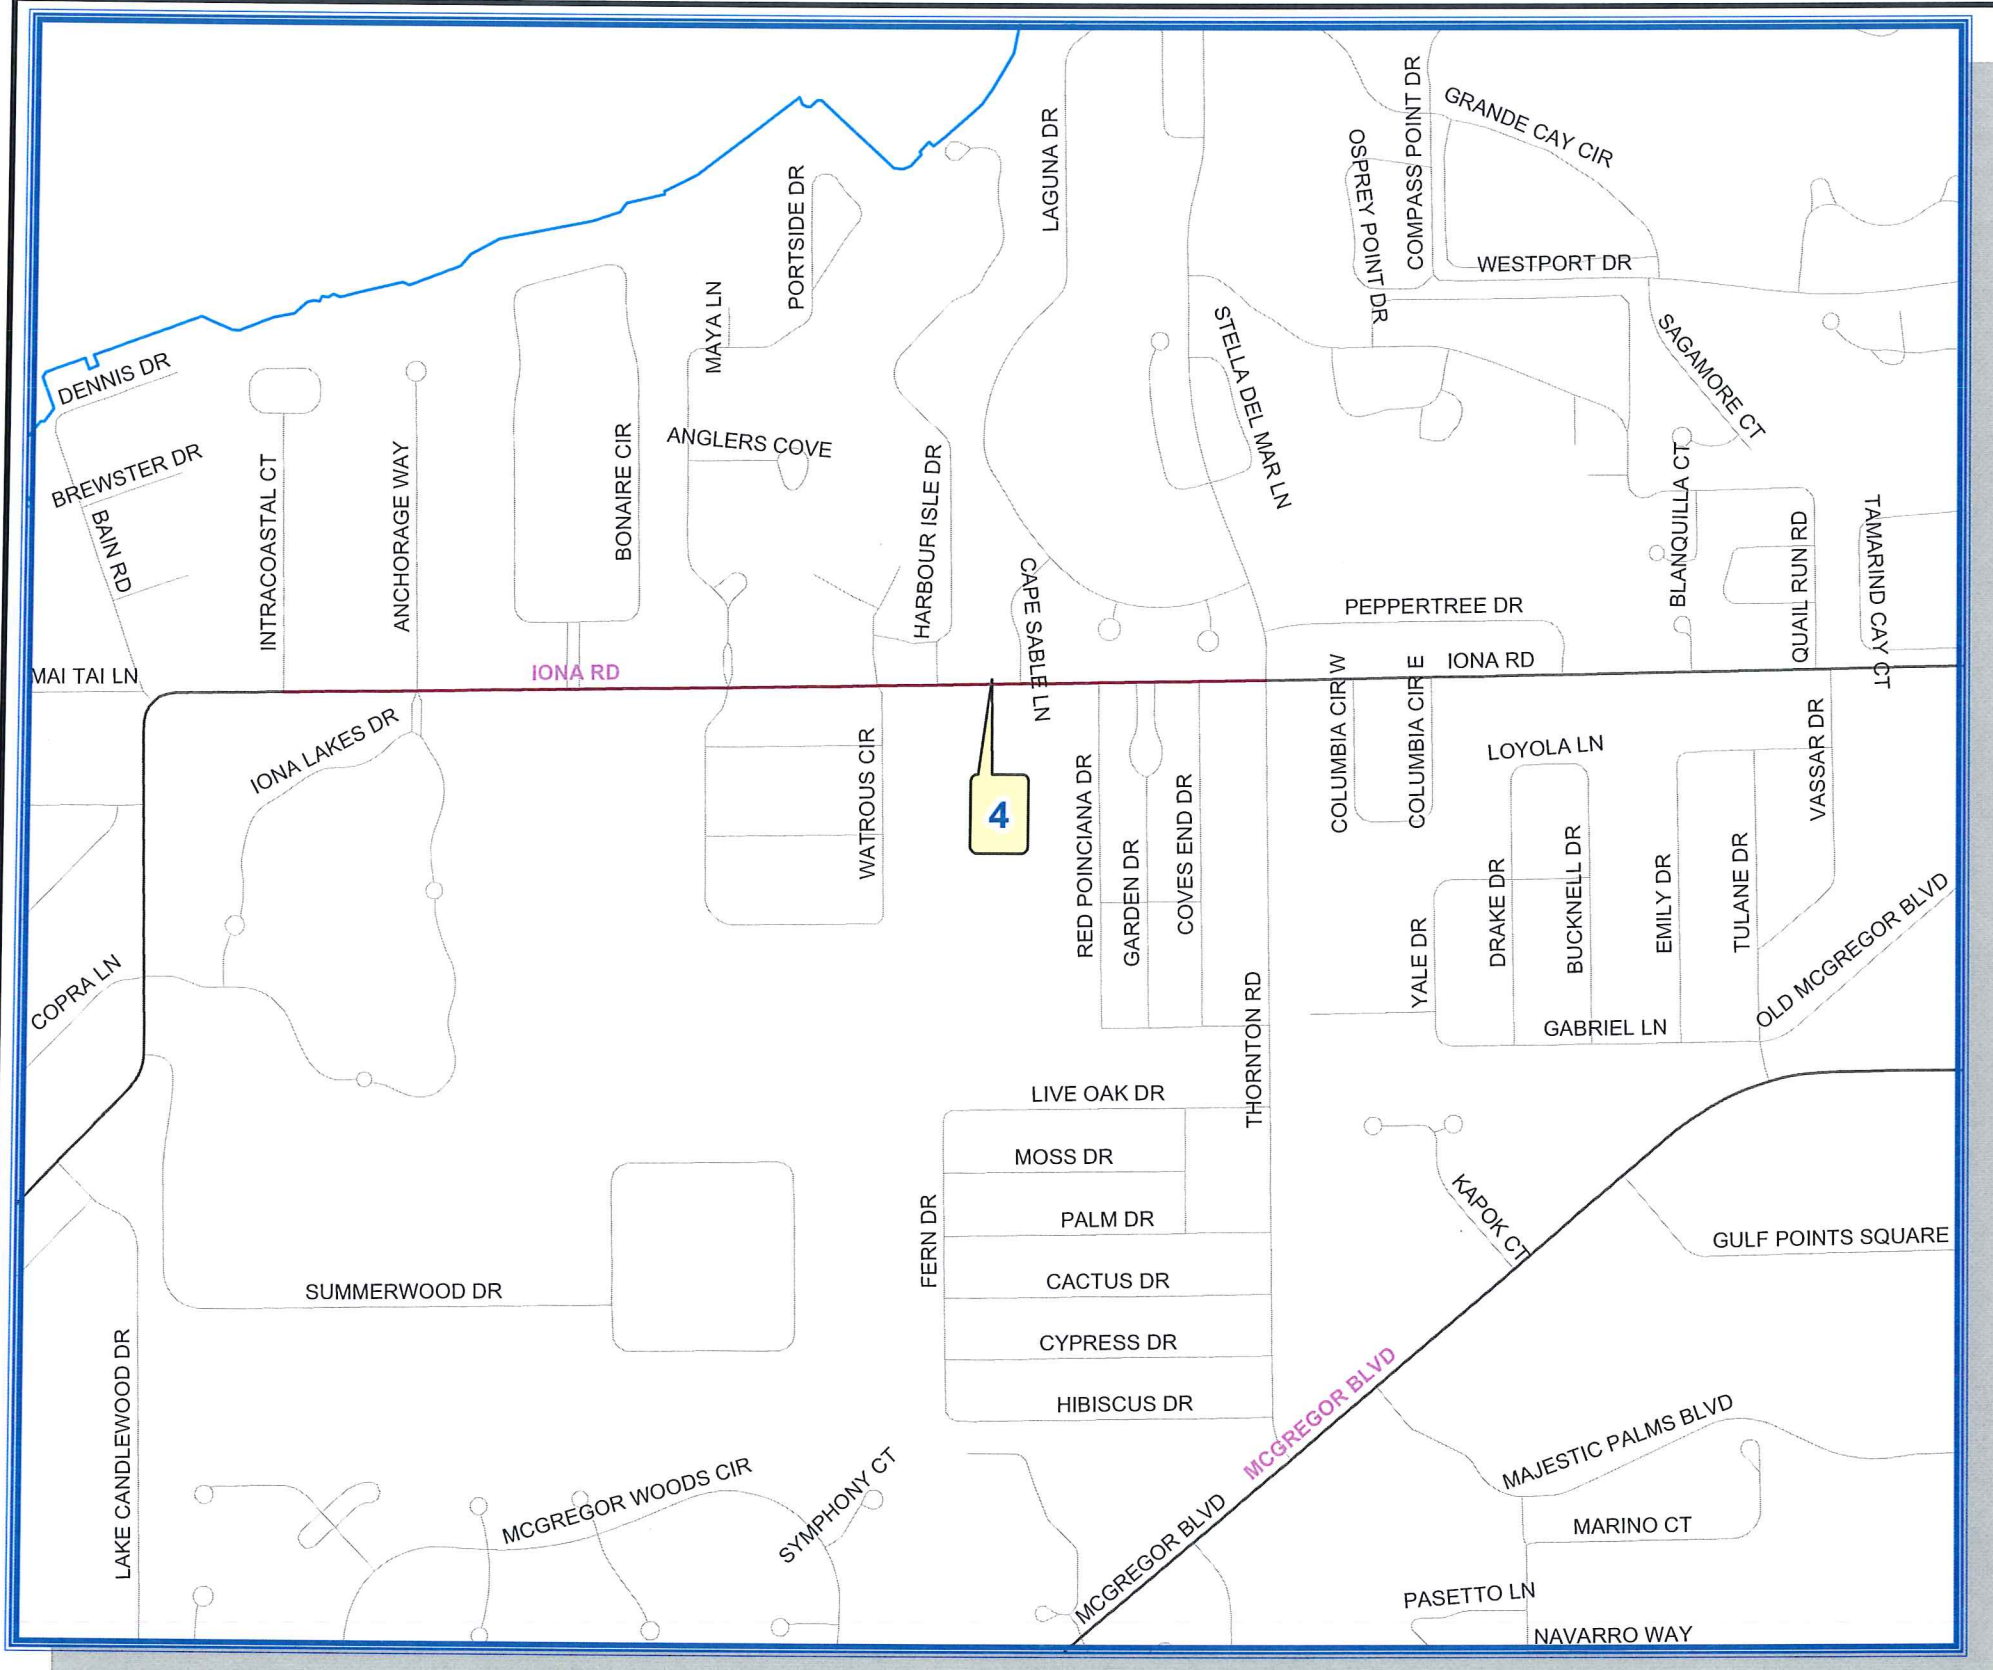 LAGUNA DR
COMPASS POINT DR
GRANDE CAY CIR
OSPREY POINT DR
PORTSIDE DR
WESTPORT DR
MAYA LN
STELLA DEL MAR LN
SAGAMORE CT
DENNIS DR
BREWSTER DR
BAIN RD
INTRACOASTAL CT
ANCHORAGE WAY
BONAIRE CIR
ANGLERS COVE
HARBOUR ISLE DR
CAPE SABLE LN
BLANQUILLA CT
QUAIL RUN RD
TAMARIND CAY CT
PEPPERTREE DR
MAI TAI LN
IONA RD
IONA RD
COLUMBIA CIR W
COLUMBIA CIR E
IONA LAKES DR
WATROUS CIR
4
RED POINCIANA DR
GARDEN DR
COVES END DR
LOYOLA LN
VASSAR DR
DRAKE DR
BUCKNELL DR
EMILY DR
TULANE DR
YALE DR
OLD MCGREGOR BLVD
COPRA LN
THORNTON RD
GABRIEL LN
LIVE OAK DR
MOSS DR
PALM DR
FERN DR
KAPOK CT
GULF POINTS SQUARE
CACTUS DR
SUMMERWOOD DR
CYPRESS DR
HIBISCUS DR
LAKE CANDLEWOOD DR
MCGREGOR BLVD
MAJESTIC PALMS BLVD
MCGREGOR WOODS CIR
SYMPHONY CT
MCGREGOR BLVD
MARINO CT
PASETTO LN
NAVARRO WAY